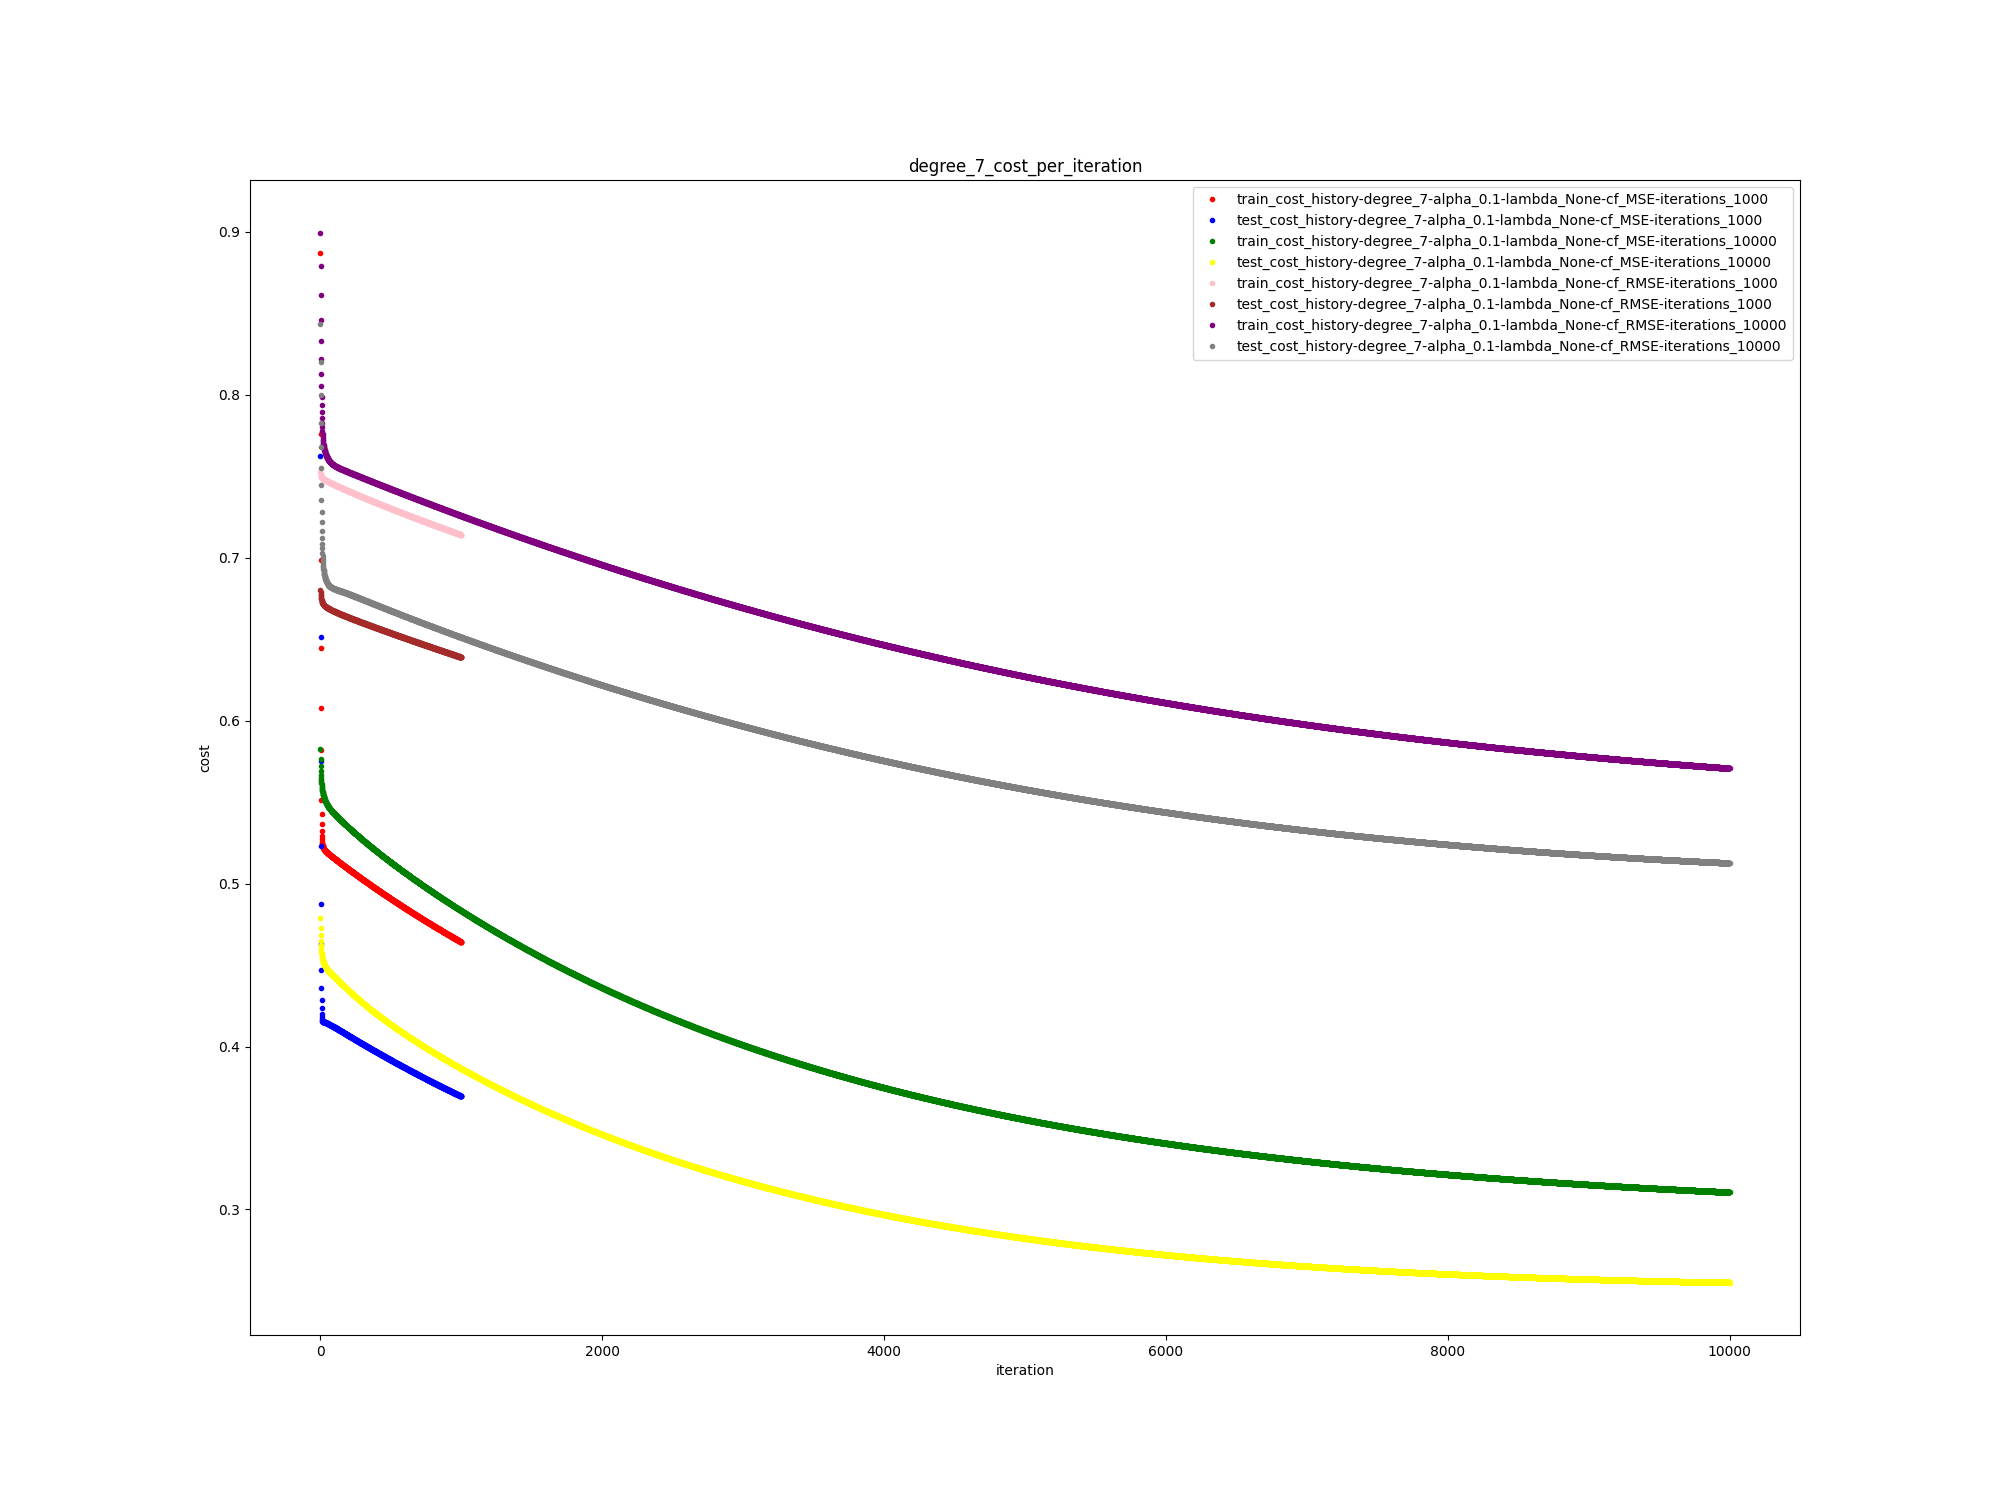 degree_7_cost_per_iteration
train_cost_history-degree_7-alpha_0.1-lambda_None-cf_MSE-iterations_1000
test_cost_history-degree_7-alpha_0.1-lambda_None-cf_MSE-iterations_1000
train_cost_history-degree_7-alpha_0.1-lambda_None-cf_MSE-iterations_10000
test_cost_history-degree_7-alpha_0.1-lambda_None-cf_MSE-iterations_10000
train_cost_history-degree_7-alpha_0.1-lambda_None-cf_RMSE-iterations_1000
test_cost_history-degree_7-alpha_0.1-lambda_None-cf_RMSE-iterations_1000
train_cost_history-degree_7-alpha_0.1-lambda_None-cf_RMSE-iterations_10000
test_cost_history-degree_7-alpha_0.1-lambda_None-cf_RMSE-iterations_10000
0.9
0.8
0.7
0.6
0.5
0.4
0.3
cost
0 2000 4000 6000 8000 10000
iteration